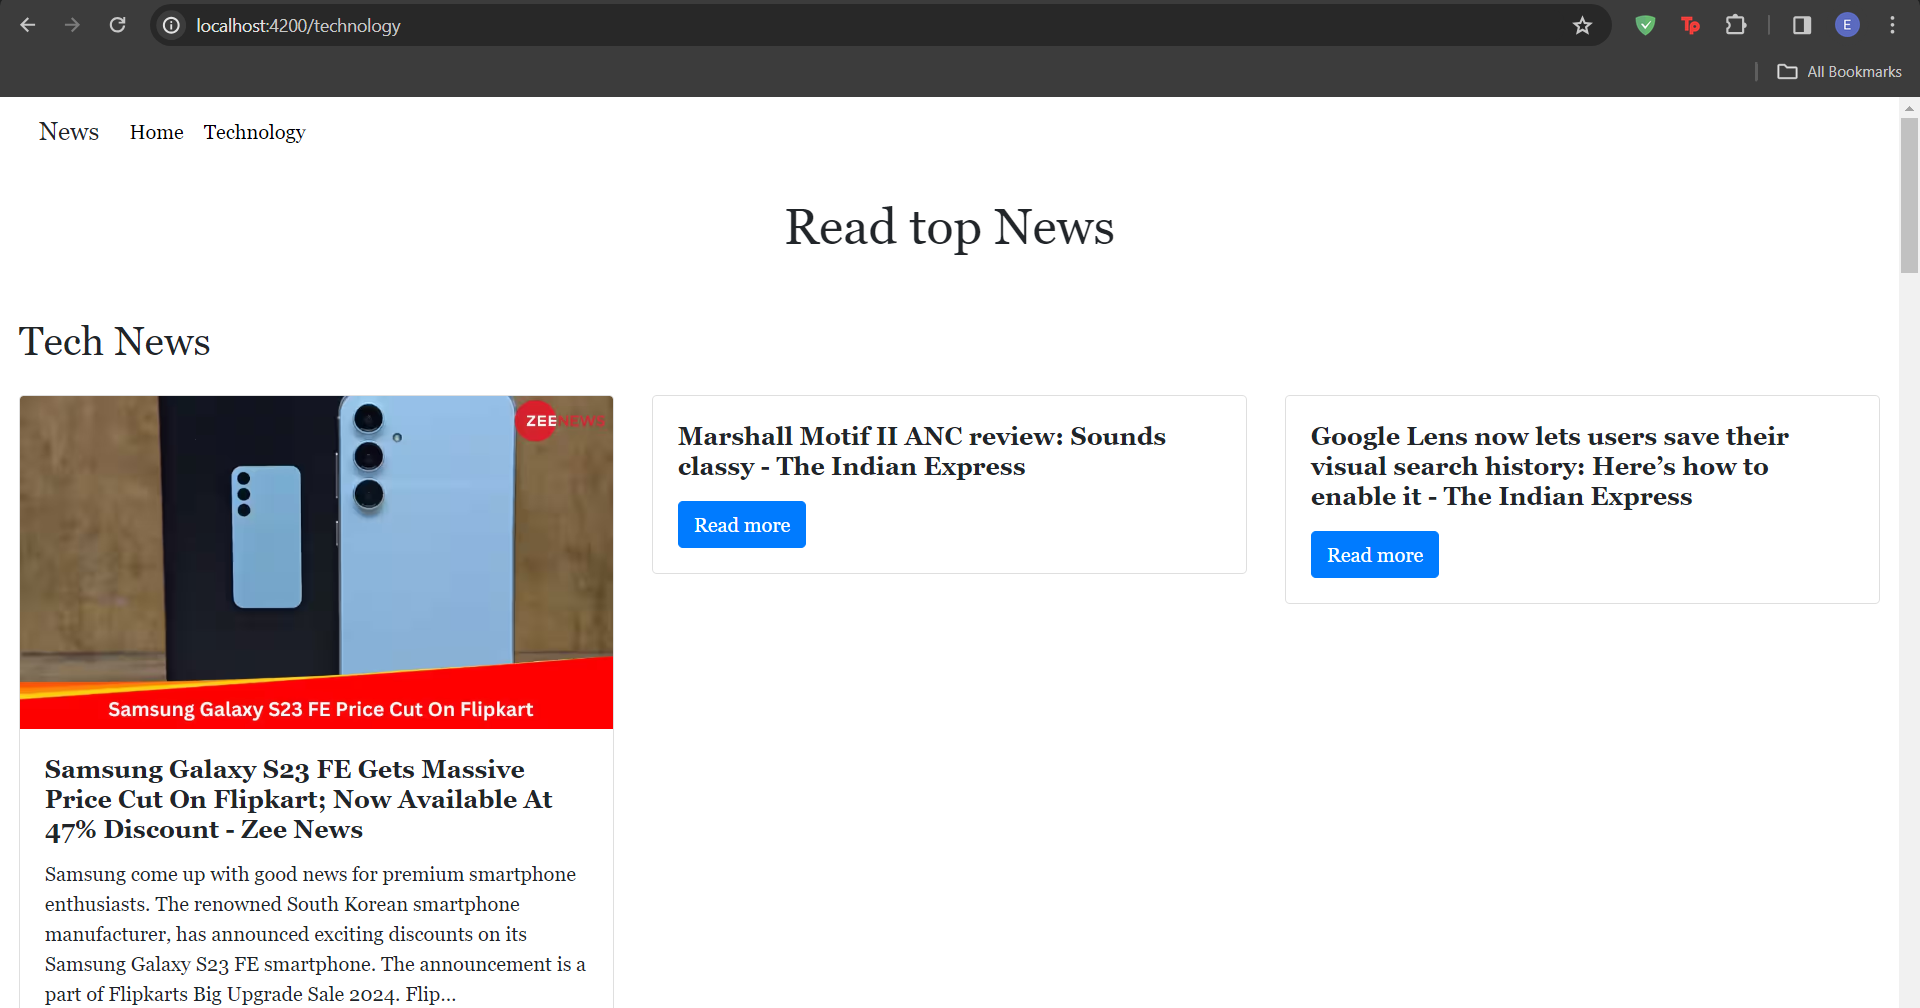 localhost:4200/technology
E
All Bookmarks
News Home Technology
Read top News
Tech News
ZEE NEWS
Samsung Galaxy S23 FE Price Cut On Flipkart
Samsung Galaxy S23 FE Gets Massive
Price Cut On Flipkart; Now Available At
47% Discount - Zee News
Samsung come up with good news for premium smartphone
enthusiasts. The renowned South Korean smartphone
manufacturer, has announced exciting discounts on its
Samsung Galaxy S23 FE smartphone. The announcement is a
part of Flipkarts Big Upgrade Sale 2024. Flip...
Marshall Motif II ANC review: Sounds
classy - The Indian Express
Read more
Google Lens now lets users save their
visual search history: Here’s how to
enable it - The Indian Express
Read more